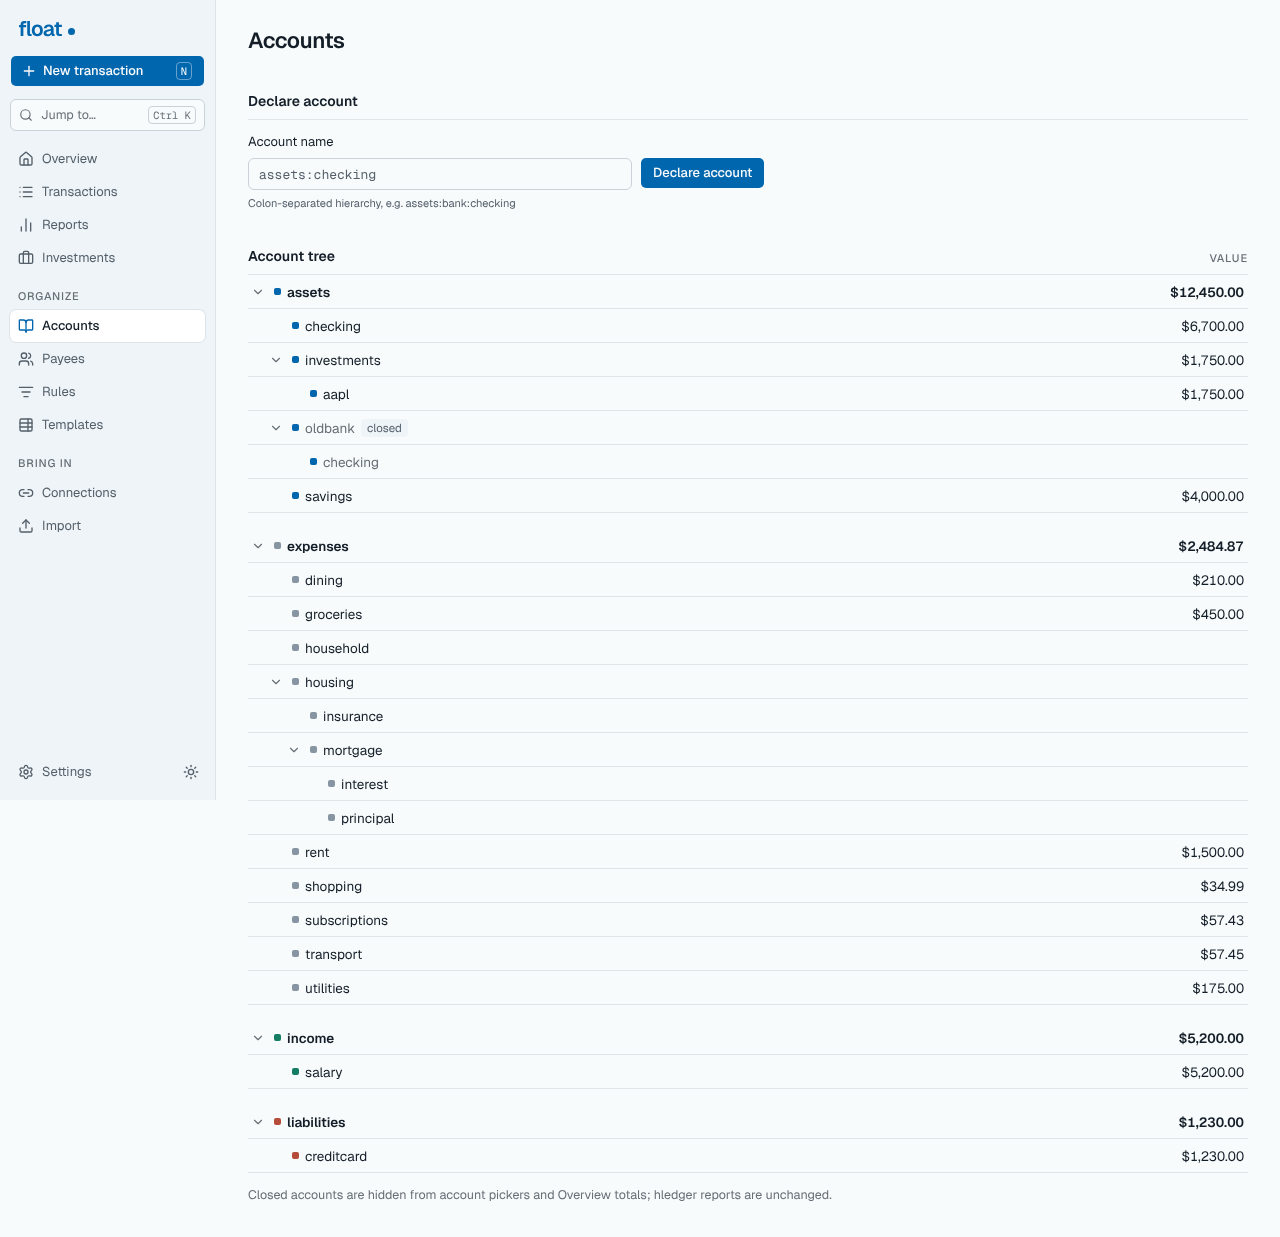 float
New transaction N
Jump to... Ctrl K
Overview
Transactions
Reports
Investments
ORGANIZE
Accounts
Payees
Rules
Templates
BRING IN
Connections
Import
Settings
Accounts
Declare account
Account name
assets:checking
Declare account
Colon-separated hierarchy, e.g. assets:bank:checking
Account tree VALUE
assets $12,450.00
checking $6,700.00
investments $1,750.00
aapl $1,750.00
oldbank closed
checking
savings $4,000.00
expenses $2,484.87
dining $210.00
groceries $450.00
household
housing
insurance
mortgage
interest
principal
rent $1,500.00
shopping $34.99
subscriptions $57.43
transport $57.45
utilities $175.00
income $5,200.00
salary $5,200.00
liabilities $1,230.00
creditcard $1,230.00
Closed accounts are hidden from account pickers and Overview totals; hledger reports are unchanged.